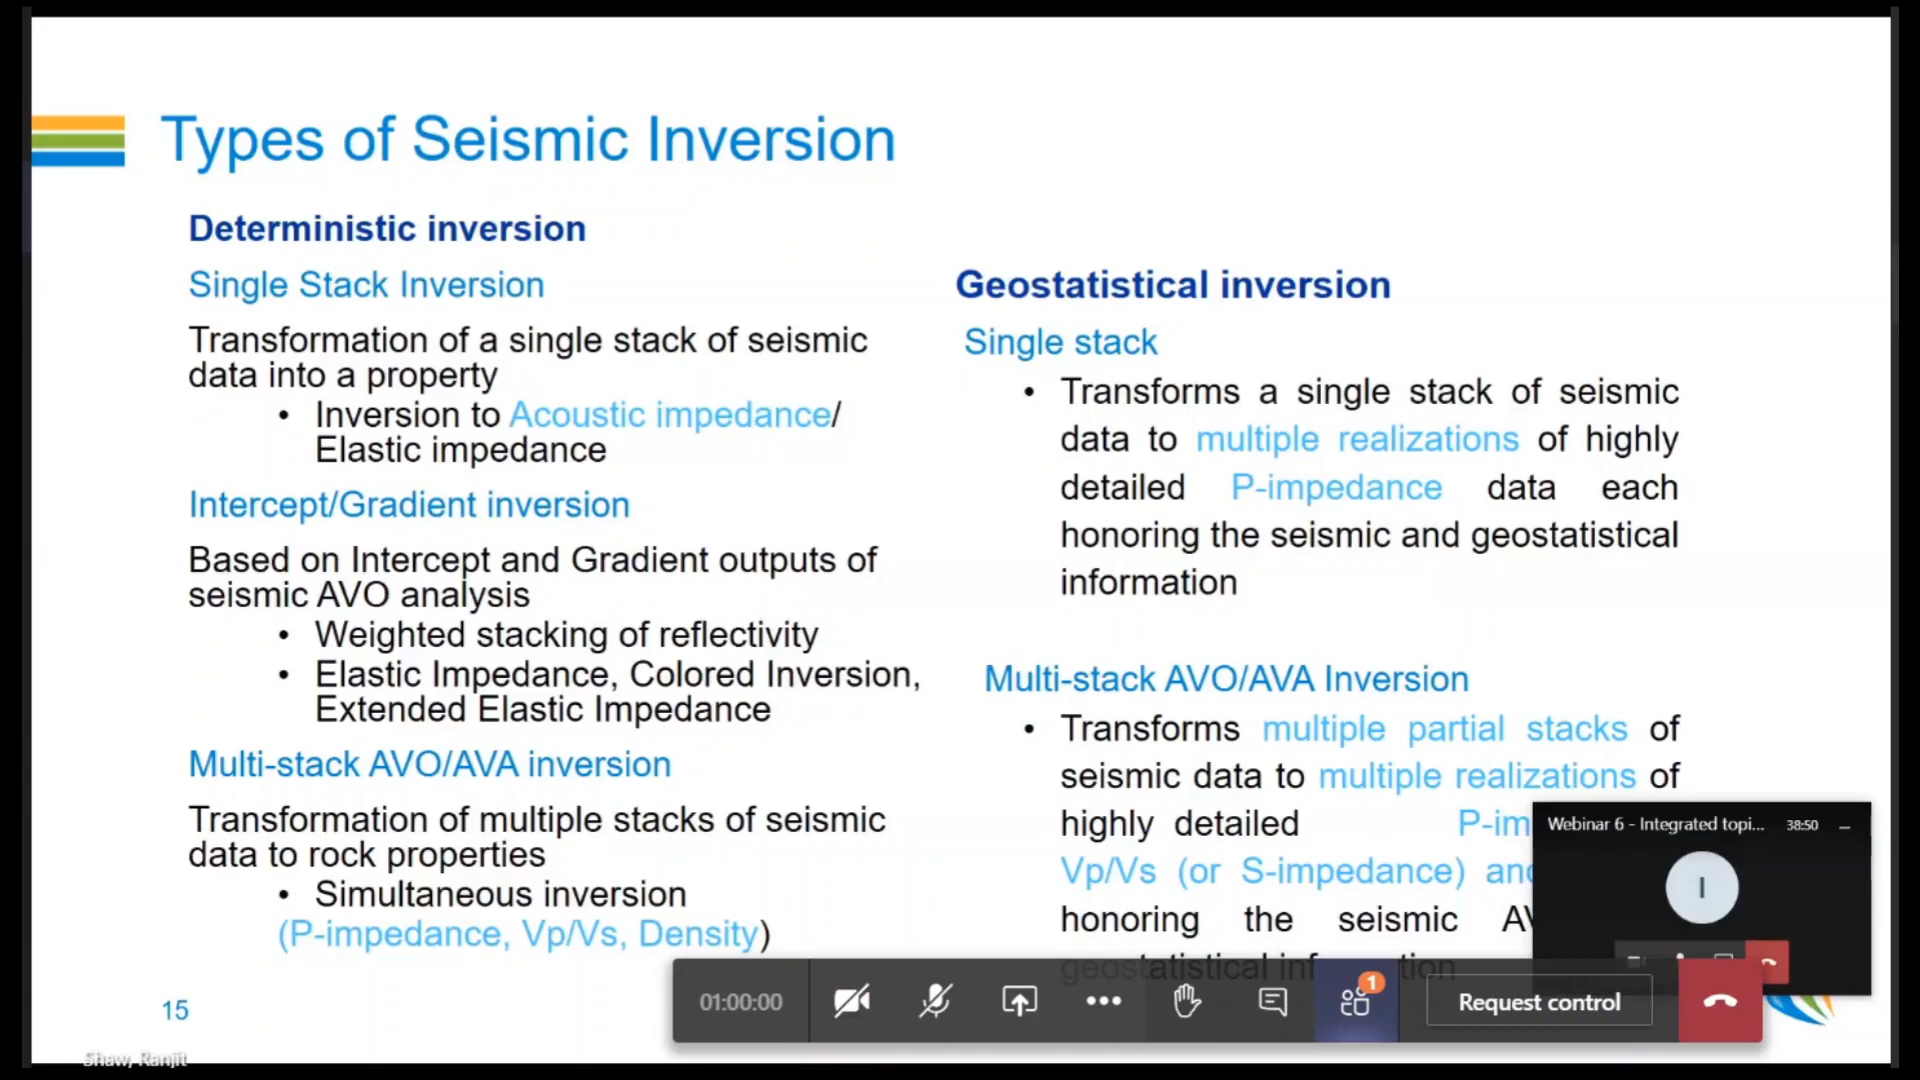 Types of Seismic Inversion
Deterministic inversion
Single Stack Inversion
Transformation of a single stack of seismic
data into a property
• Inversion to Acoustic impedance/
Elastic impedance
Intercept/Gradient inversion
Based on Intercept and Gradient outputs of
seismic AVO analysis
• Weighted stacking of reflectivity
• Elastic Impedance, Colored Inversion,
Extended Elastic Impedance
Multi-stack AVO/AVA inversion
Transformation of multiple stacks of seismic
data to rock properties
• Simultaneous inversion
(P-impedance, Vp/Vs, Density)
Geostatistical inversion
Single stack
• Transforms a single stack of seismic
data to multiple realizations of highly
detailed P-impedance data each
honoring the seismic and geostatistical
information
Multi-stack AVO/AVA Inversion
• Transforms multiple partial stacks of
seismic data to multiple realizations of
highly detailed
Vp/Vs (or S-impedance)
honoring the seismic
geostatistical
15
Shaw, Ranjit
Webinar 6 - Integrated topi... 38:50
I
01:00:00
1
Request control